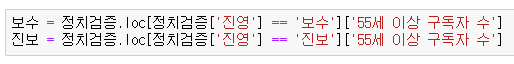 보수 = 정치검증.loc[정치검증['진영'] == '보수']['55세 이상 구독자 수']
진보 = 정치검증.loc[정치검증['진영'] == '진보']['55세 이상 구독자 수']